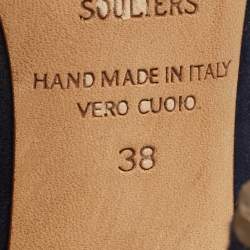 SOULIERS
HAND MADE IN ITALY
VERO CUOIO.
38